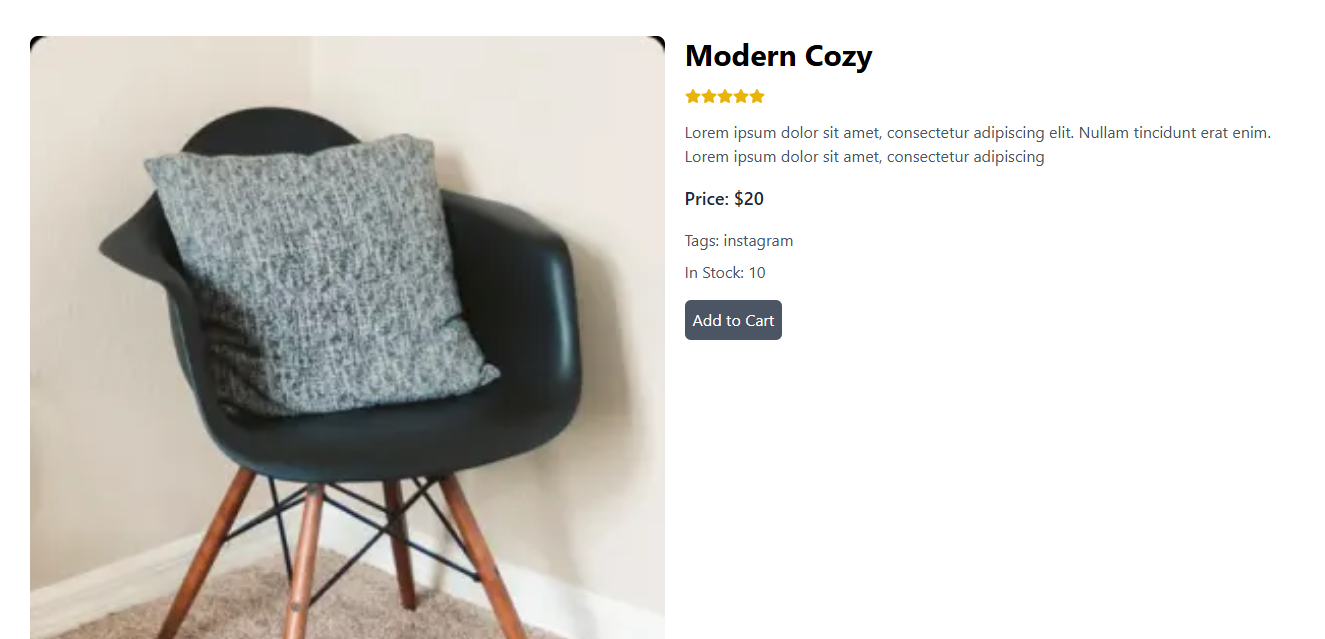 Modern Cozy
Lorem ipsum dolor sit amet, consectetur adipiscing elit. Nullam tincidunt erat enim.
Lorem ipsum dolor sit amet, consectetur adipiscing
Price: $20
Tags: instagram
In Stock: 10
Add to Cart